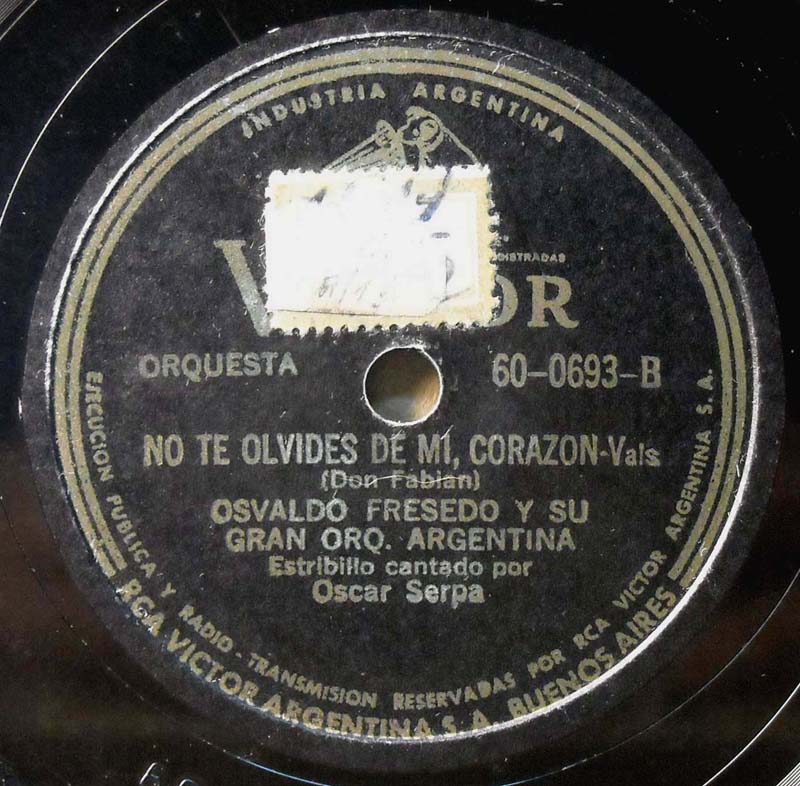 INDUSTRIA ARGENTINA
ORQUESTA
60-0693-B
NO TE OLVIDES DE MI, CORAZON-Vals
(Don Fabian)
OSVALDO FRESEDO Y SU
GRAN ORQ. ARGENTINA
Estribillo cantado por
Oscar Serpa
EJECUCION PUBLICA Y RADIO-TRANSMISION RESERVADAS POR RCA VICTOR ARGENTINA S. A.
RCA VICTOR ARGENTINA S. A. BUENOS AIRES